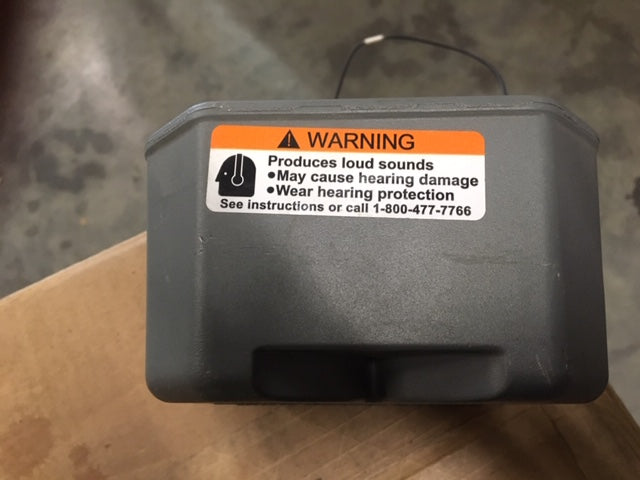 WARNING
Produces loud sounds
•May cause hearing damage
•Wear hearing protection
See instructions or call 1-800-477-7766